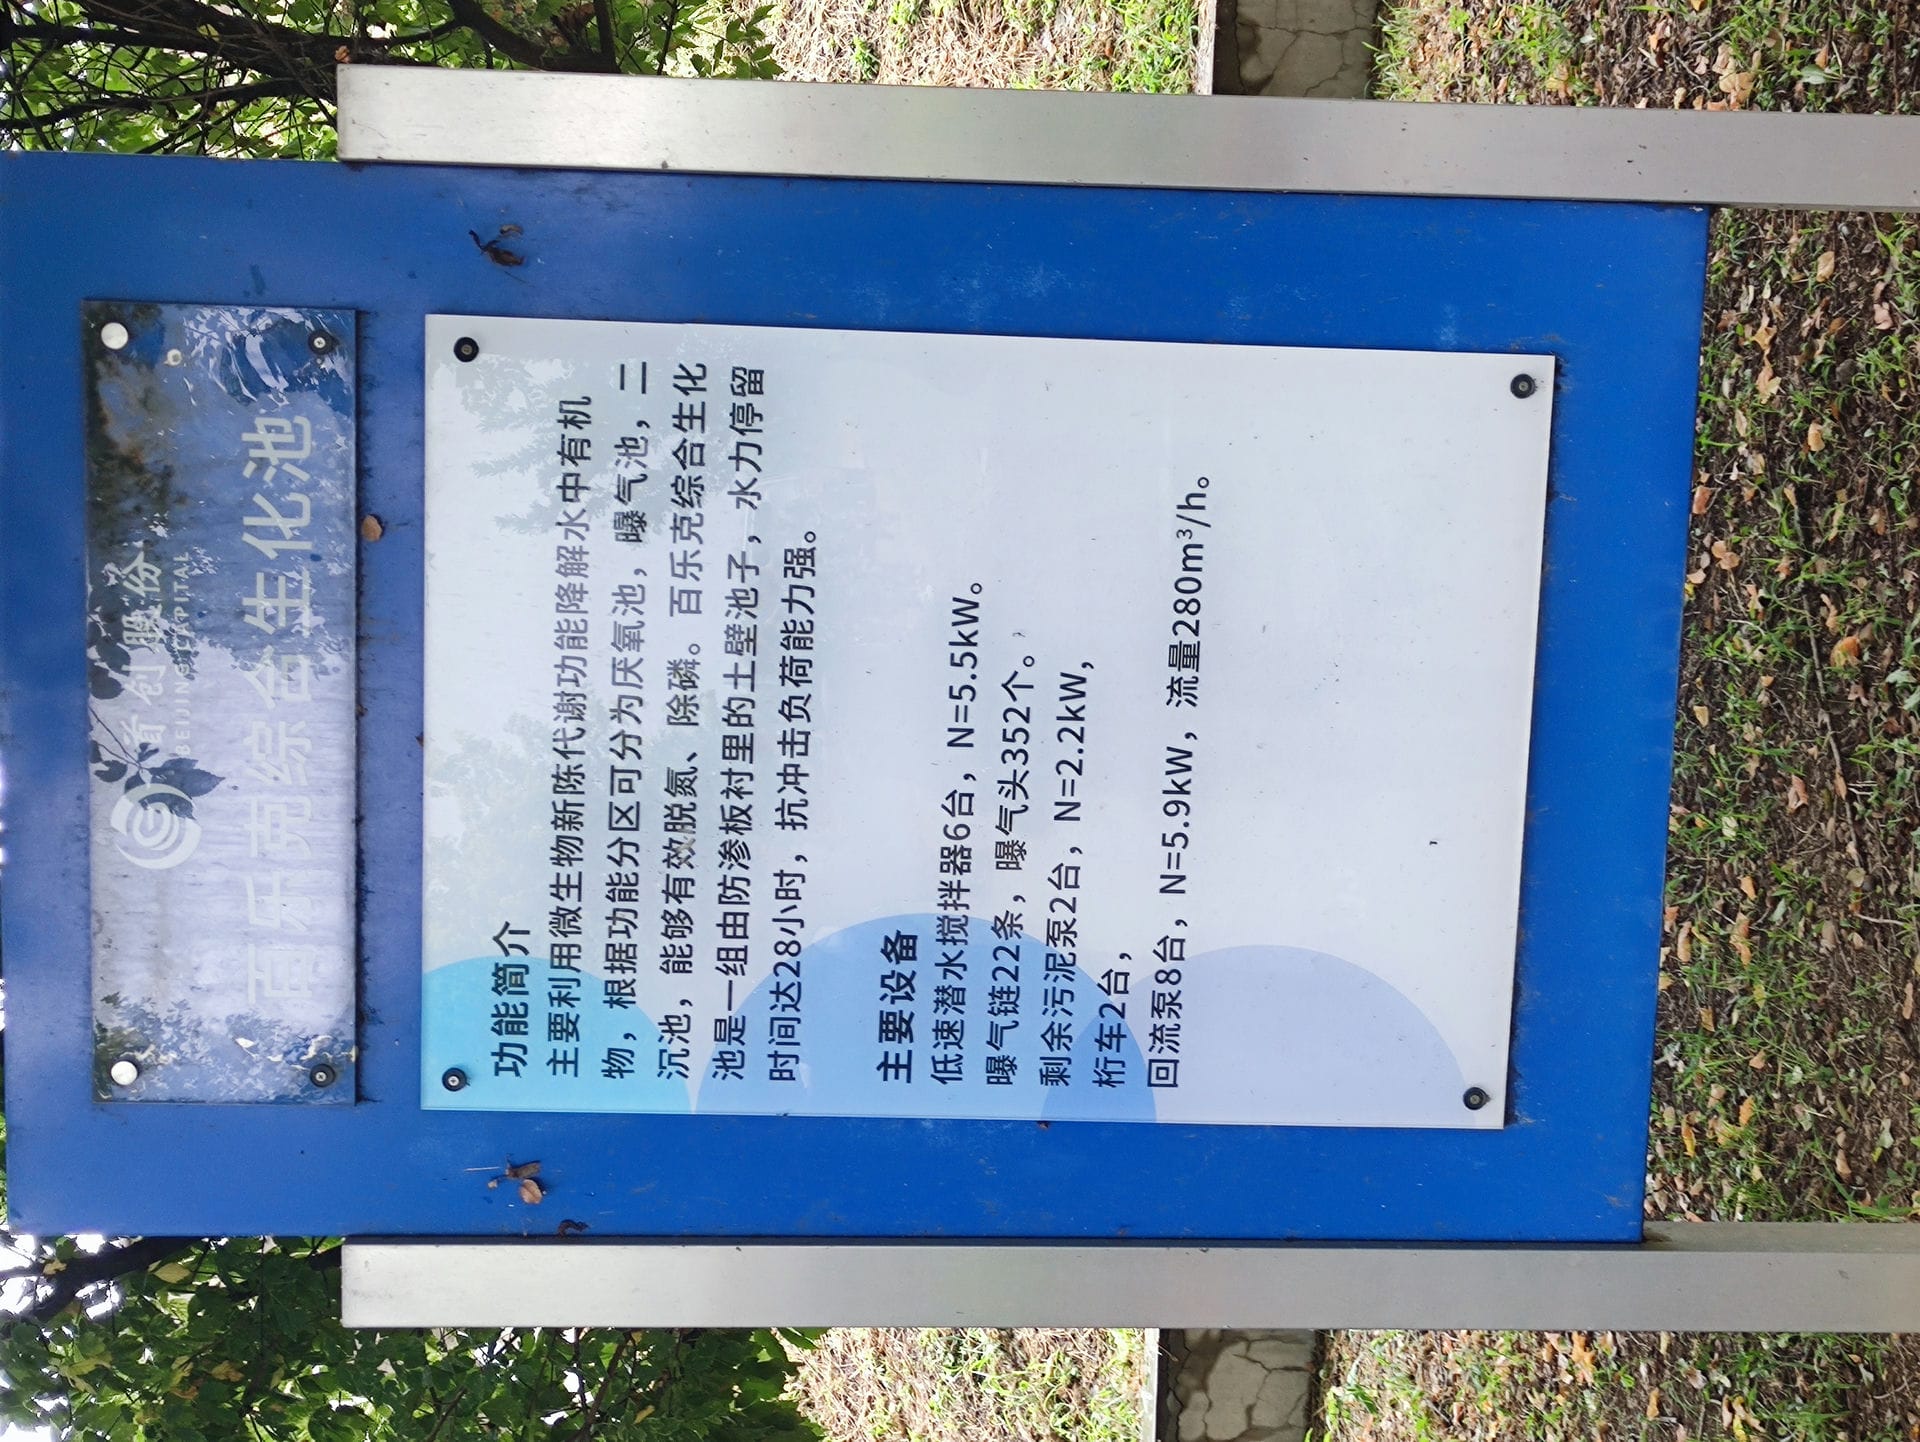 首创股份
BEIJING CAPITAL
百乐克综合生化池
功能简介
主要利用微生物新陈代谢功能降解水中有机
物，根据功能分区可分为厌氧池，曝气池，二
沉池，能够有效脱氮、除磷。百乐克综合生化
池是一组由防渗板衬里的土壁池子，水力停留
时间达28小时，抗冲击负荷能力强。
主要设备
低速潜水搅拌器6台，N=5.5kW。
曝气链22条，曝气头352个。
剩余污泥泵2台，N=2.2kW，
桁车2台，
回流泵8台，N=5.9kW，流量280m³/h。